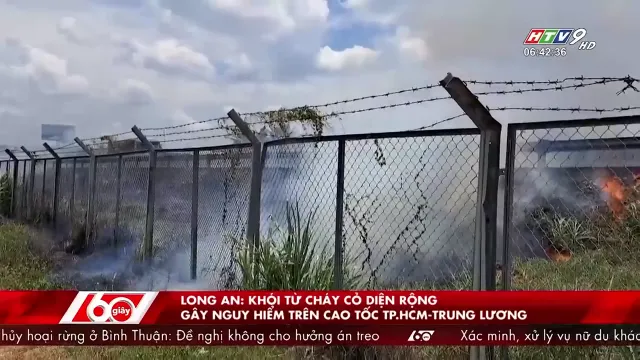 HTV9 HD
06:42:36
LONG AN: KHÓI TỪ CHÁY CỎ DIỆN RỘNG
60 giây
GÂY NGUY HIỂM TRÊN CAO TỐC TP.HCM-TRUNG LƯƠNG
hủy hoại rừng ở Bình Thuận: Đề nghị không cho hưởng án treo
Xác minh, xử lý vụ nữ du khá